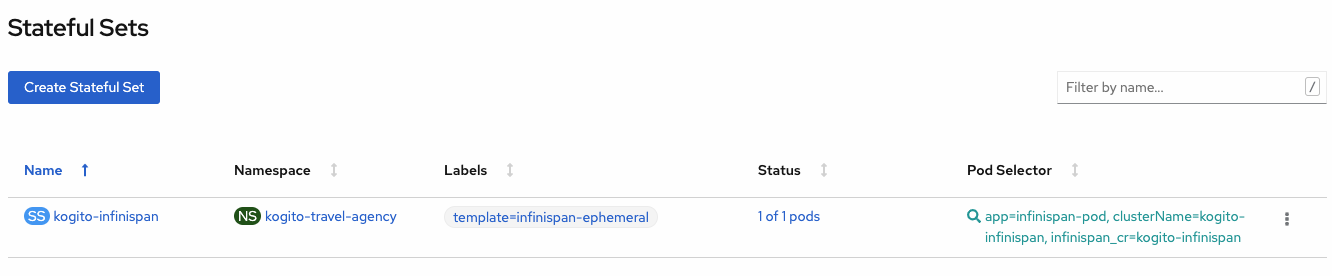 Stateful Sets
Create Stateful Set
Filter by name...
/
Name Namespace Labels Status Pod Selector
SS kogito-infinispan NS kogito-travel-agency template=infinispan-ephemeral 1 of 1 pods app=infinispan-pod, clusterName=kogito-
infinispan, infinispan_cr=kogito-infinispan